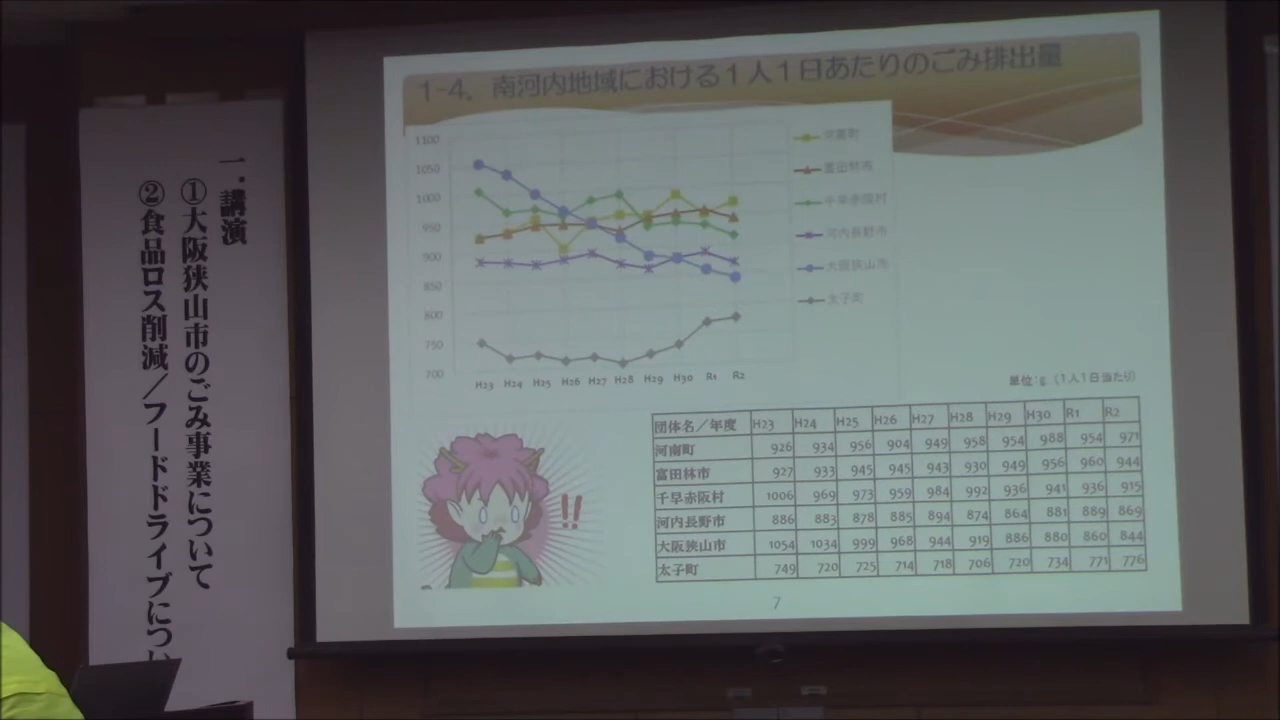 一．講演
①大阪狭山市のごみ事業について
②食品ロス削減／フードドライブについ
1-4．南河内地域における1人1日あたりのごみ排出量
1100
1050
1000
950
900
850
800
750
700
H23 H24 H25 H26 H27 H28 H29 H30 R1 R2
河南町
富田林市
千早赤阪村
河内長野市
大阪狭山市
太子町
!!
単位：g（1人1日当たり）
団体名／年度 H23 H24 H25 H26 H27 H28 H29 H30 R1 R2
河南町 926 934 956 904 949 958 954 988 954 971
富田林市 927 933 945 945 943 930 949 956 960 944
千早赤阪村 1006 969 973 959 984 992 936 941 936 915
河内長野市 886 883 878 885 894 874 864 881 889 869
大阪狭山市 1054 1034 999 968 944 919 886 880 860 844
太子町 749 720 725 714 718 706 720 734 771 776
7